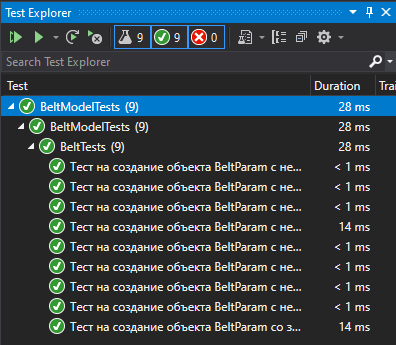 Test Explorer
9 9 0
Search Test Explorer
Test Duration Trai
BeltModelTests (9) 28 ms
BeltModelTests (9) 28 ms
BeltTests (9) 28 ms
Тест на создание объекта BeltParam с не... < 1 ms
Тест на создание объекта BeltParam с не... < 1 ms
Тест на создание объекта BeltParam с не... < 1 ms
Тест на создание объекта BeltParam с не... 14 ms
Тест на создание объекта BeltParam с не... < 1 ms
Тест на создание объекта BeltParam с не... < 1 ms
Тест на создание объекта BeltParam с не... < 1 ms
Тест на создание объекта BeltParam с не... < 1 ms
Тест на создание объекта BeltParam со з... 14 ms